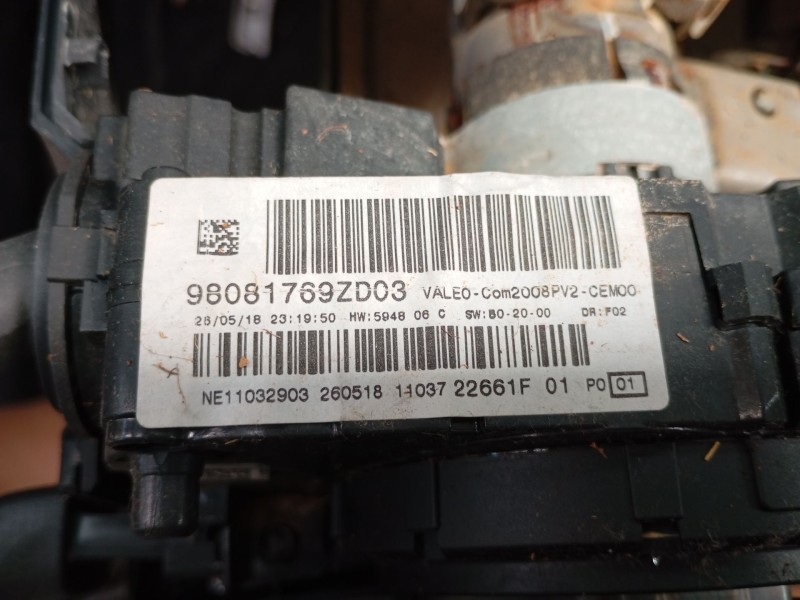 98081769ZD03 VALEO-Com2008PV2-CEM00
26/05/18 23:19:50 HW:5948 06 C SW:B0-20-00 DR:F02
NE11032903 260518 11037 22661F 01 P0 01